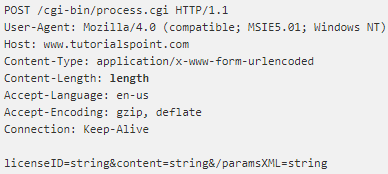 POST /cgi-bin/process.cgi HTTP/1.1
User-Agent: Mozilla/4.0 (compatible; MSIE5.01; Windows NT)
Host: www.tutorialspoint.com
Content-Type: application/x-www-form-urlencoded
Content-Length: length
Accept-Language: en-us
Accept-Encoding: gzip, deflate
Connection: Keep-Alive

licenseID=string&content=string&/paramsXML=string